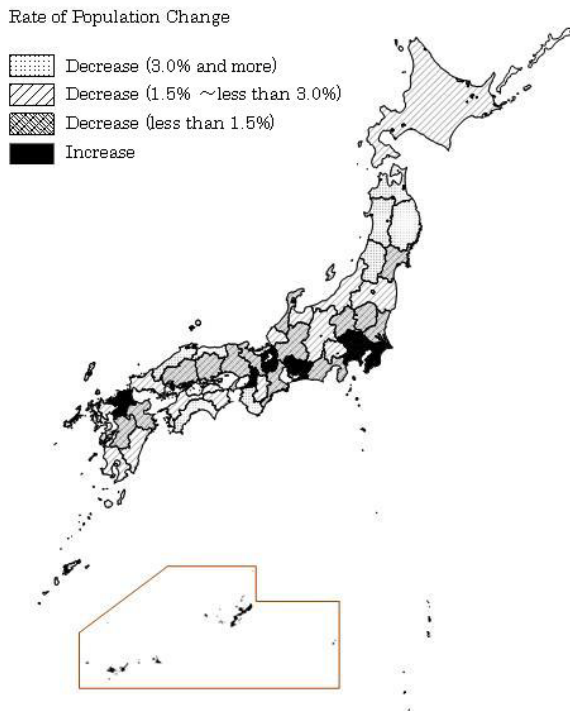 Rate of Population Change
Decrease (3.0% and more)
Decrease (1.5% ～less than 3.0%)
Decrease (less than 1.5%)
Increase